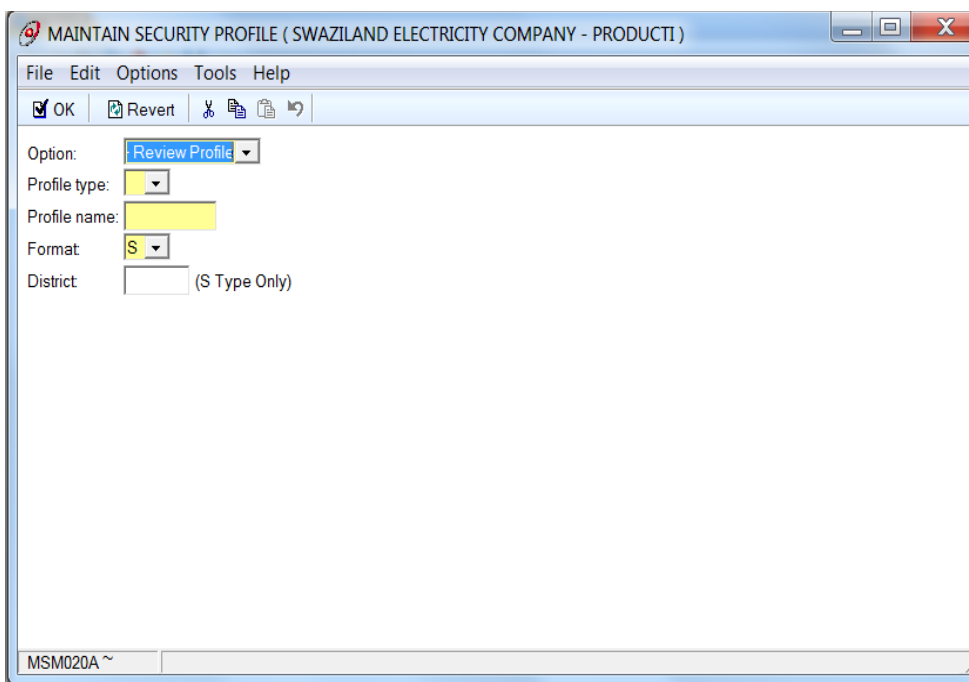 MAINTAIN SECURITY PROFILE ( SWAZILAND ELECTRICITY COMPANY - PRODUCTI )
File Edit Options Tools Help
OK Revert
Option: - Review Profile
Profile type:
Profile name:
Format: S
District: (S Type Only)
MSM020A ~